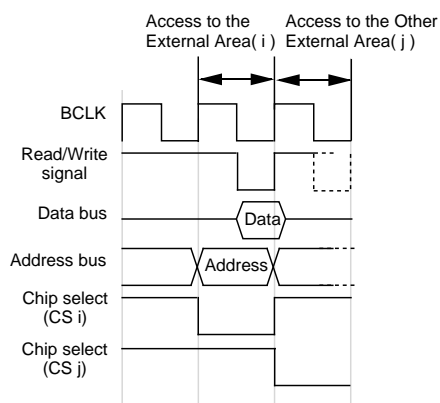 Access to the
External Area( i )
Access to the Other
External Area( j )
BCLK
Read/Write
signal
Data bus
Data
Address bus
Address
Chip select
(CS i)
Chip select
(CS j)